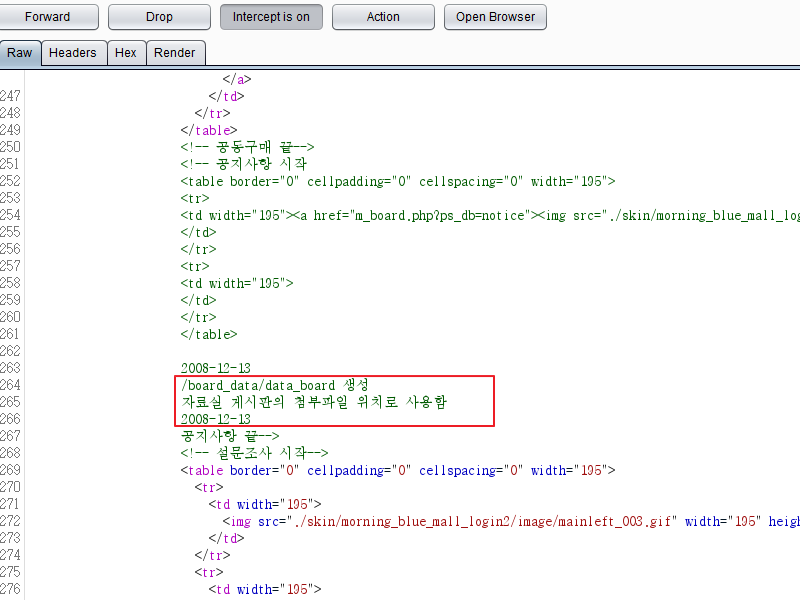 Forward Drop Intercept is on Action Open Browser
Raw Headers Hex Render
</a>
247 </td>
248 </tr>
249 </table>
250 <!-- 공동구매 끝-->
251 <!-- 공지사항 시작
252 <table border="0" cellpadding="0" cellspacing="0" width="195">
253 <tr>
254 <td width="195"><a href="m_board.php?ps_db=notice"><img src="./skin/morning_blue_mall_log
255 </td>
256 </tr>
257 <tr>
258 <td width="195">
259 </td>
260 </tr>
261 </table>
262
263 2008-12-13
264 /board_data/data_board 생성
265 자료실 게시판의 첨부파일 위치로 사용함
266 2008-12-13
267 공지사항 끝-->
268 <!-- 설문조사 시작-->
269 <table border="0" cellpadding="0" cellspacing="0" width="195">
270 <tr>
271 <td width="195">
272 <img src="./skin/morning_blue_mall_login2/image/mainleft_003.gif" width="195" heigh
273 </td>
274 </tr>
275 <tr>
276 <td width="195">